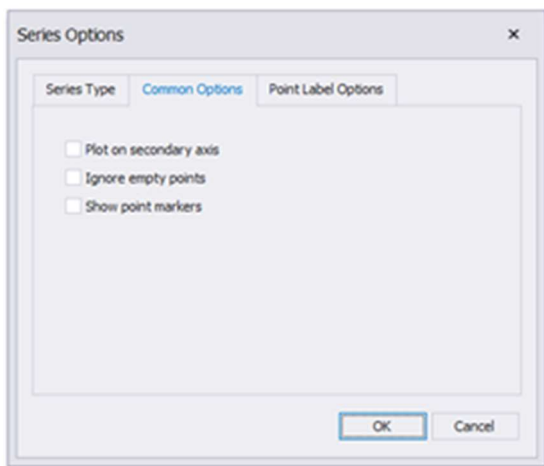 Series Options
Series Type Common Options Point Label Options
Plot on secondary axis
Ignore empty points
Show point markers
OK Cancel